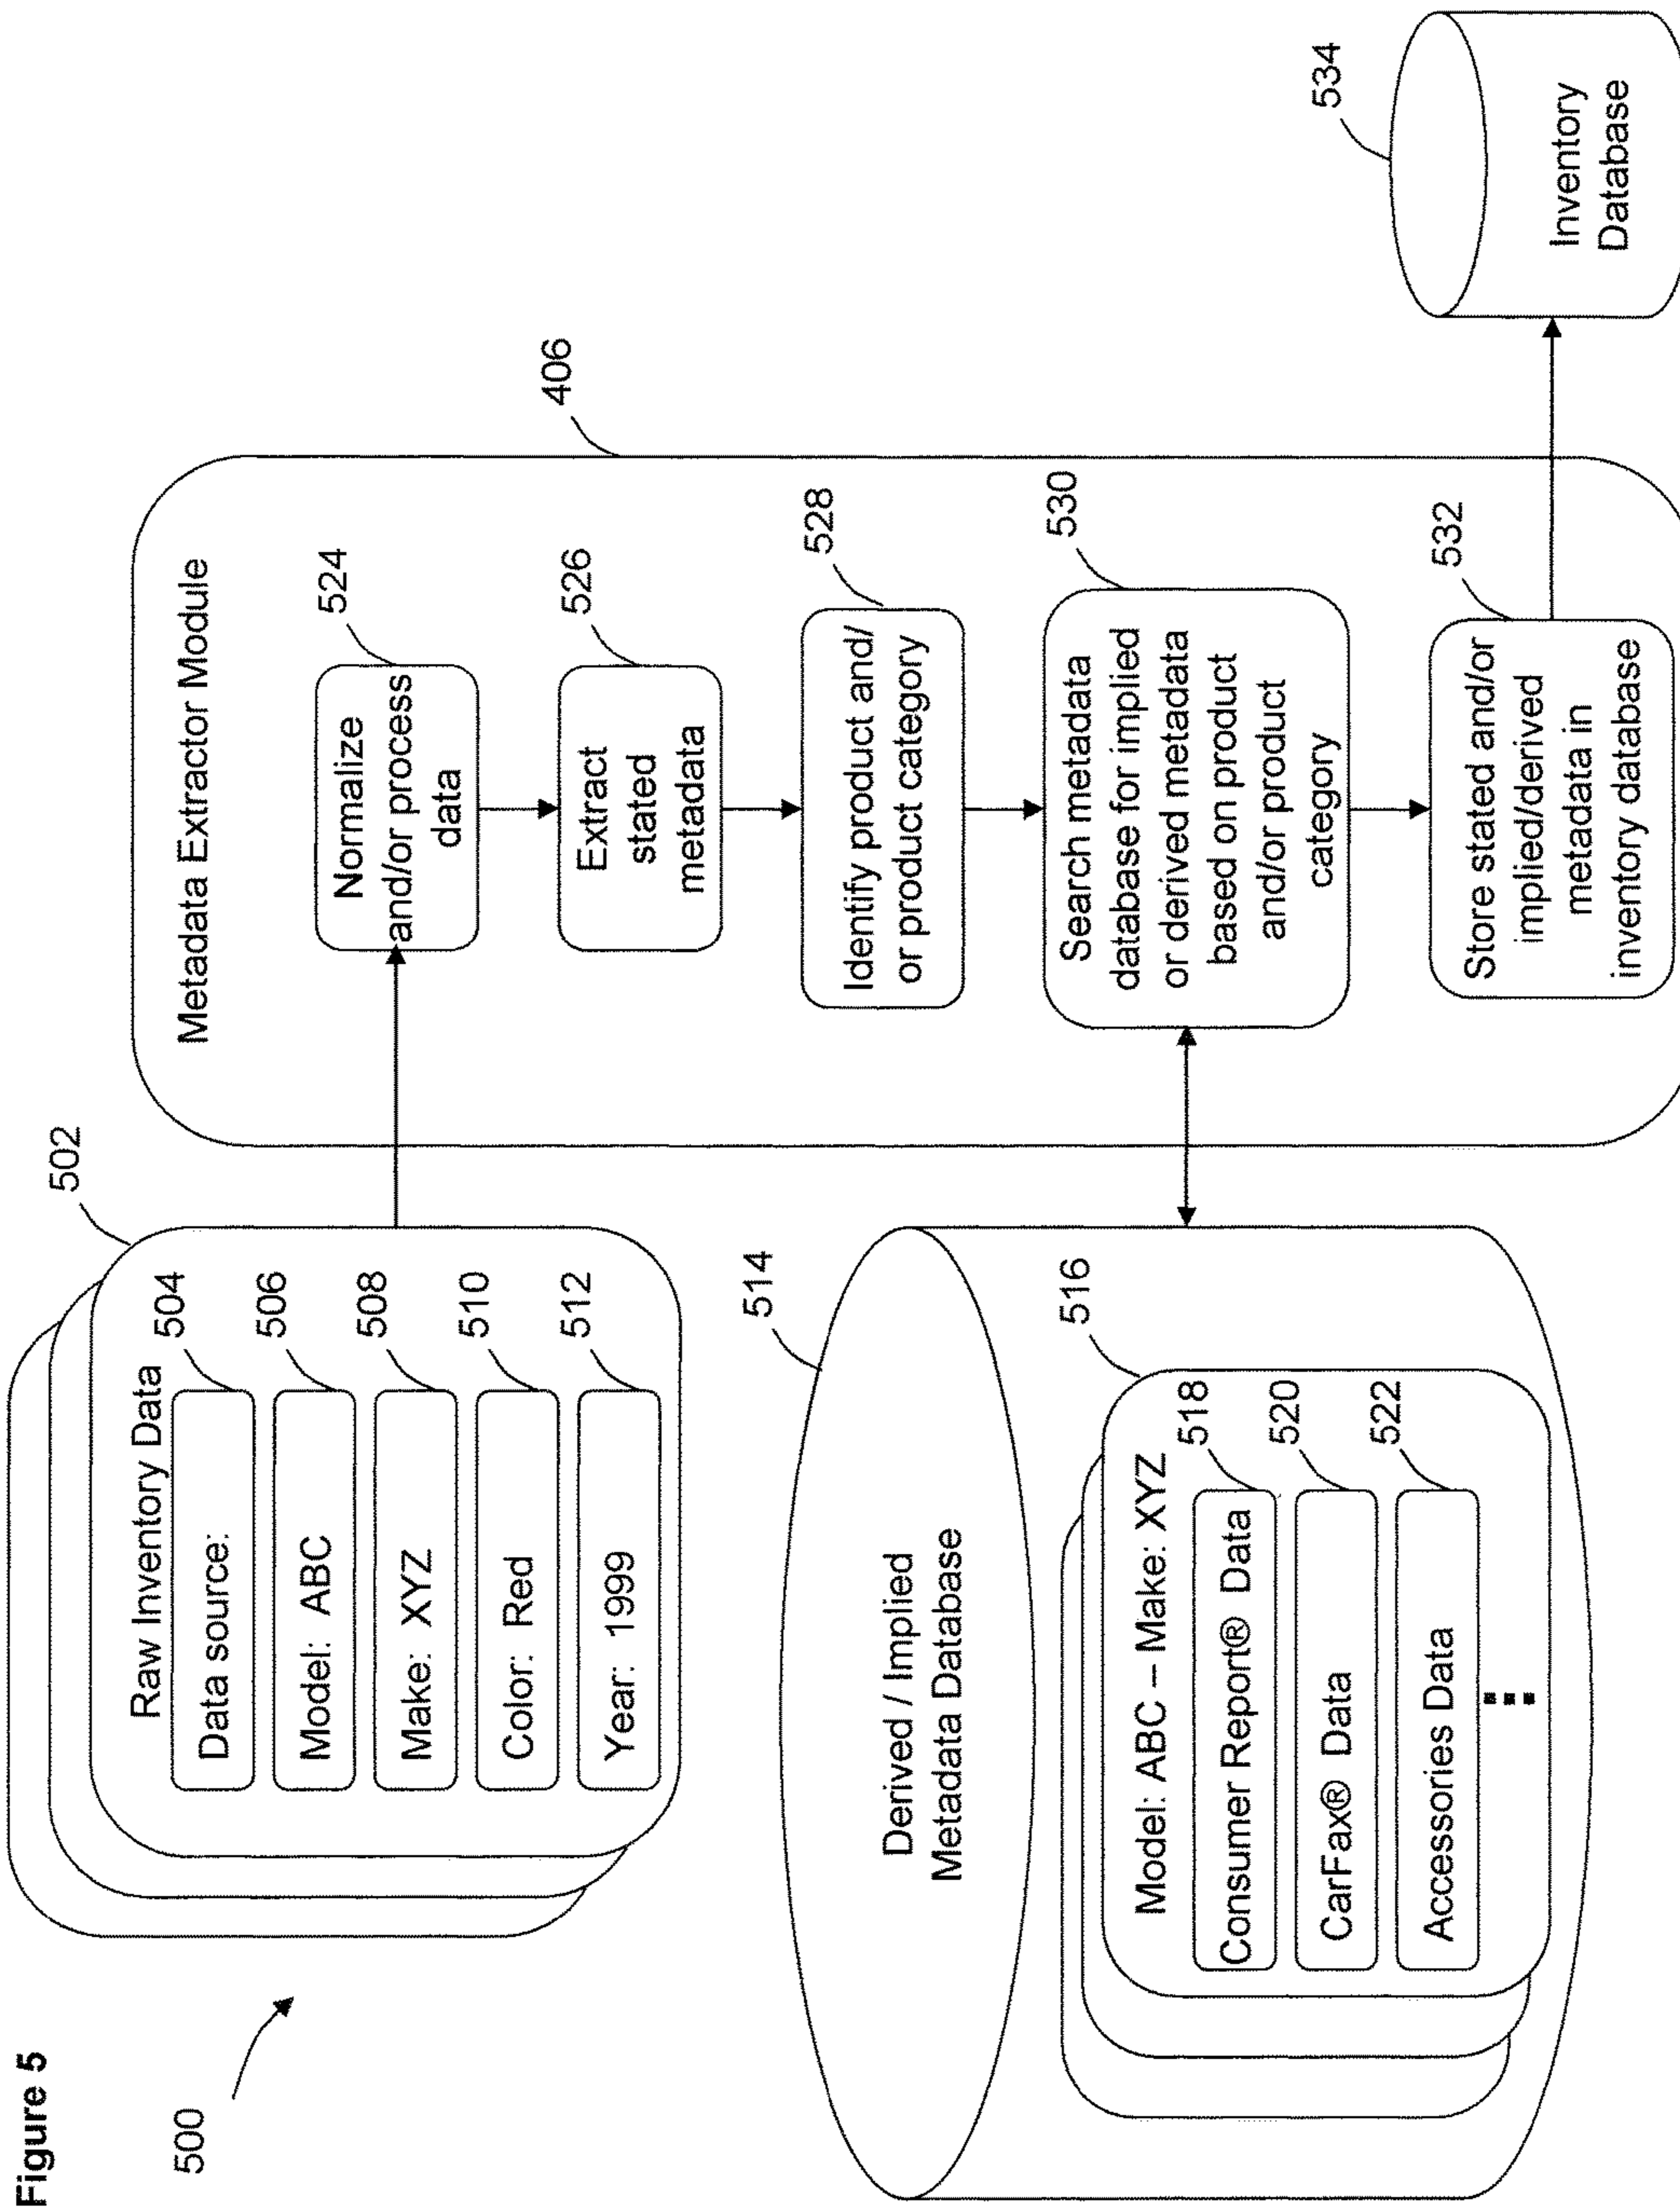 Figure 5
500
502
Raw Inventory Data
Data source:
504
Model: ABC
506
Make: XYZ
508
Color: Red
510
Year: 1999
512
514
Derived / Implied
Metadata Database
516
Model: ABC – Make: XYZ
Consumer Report® Data
518
CarFax® Data
520
Accessories Data
522
406
Metadata Extractor Module
Normalize
and/or process
data
524
Extract
stated
metadata
526
Identify product and/
or product category
528
Search metadata
database for implied
or derived metadata
based on product
and/or product
category
530
Store stated and/or
implied/derived
metadata in
inventory database
532
534
Inventory
Database